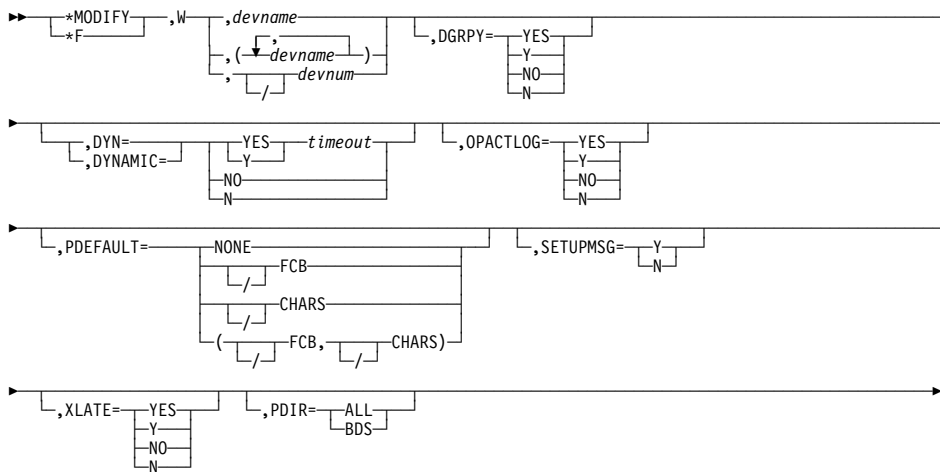 *MODIFY ,W ,devname ,DGRPY= YES
*F , Y
,( devname ) NO
, / devnum N
,DYN= YES timeout ,OPACTLOG= YES
,DYNAMIC= Y Y
NO NO
N N
,PDEFAULT= NONE ,SETUPMSG= Y
/ FCB N
/ CHARS
( / FCB, / CHARS)
,XLATE= YES ,PDIR= ALL
Y BDS
NO
N